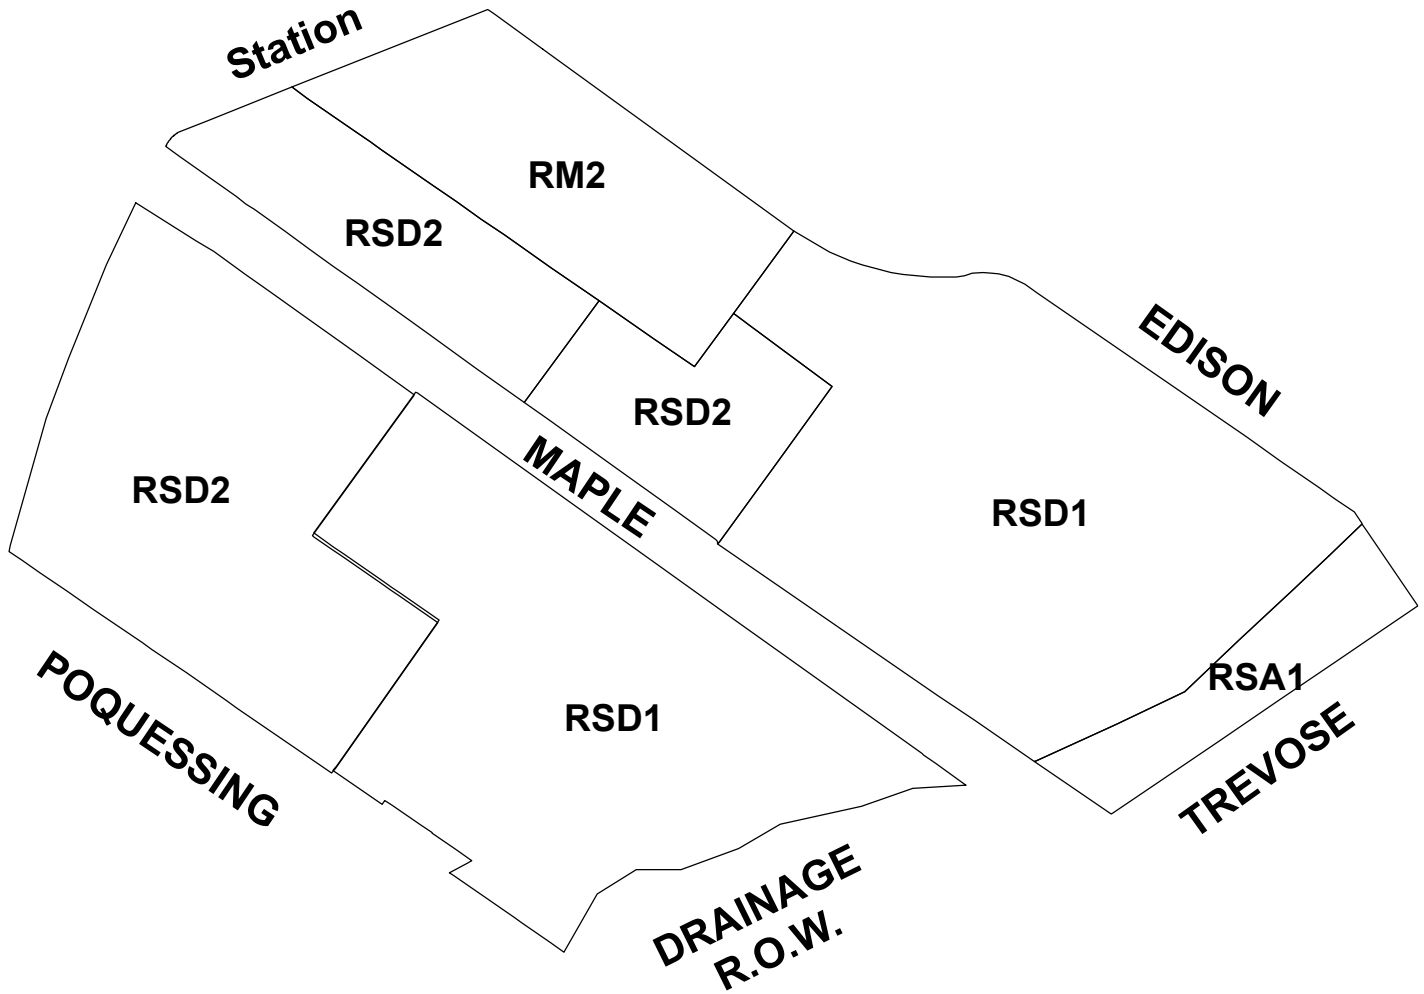 Station
RM2
RSD2
EDISON
RSD2
MAPLE
RSD2
RSD1
RSA1
POQUESSING
RSD1
TREVOSE
DRAINAGE
R.O.W.